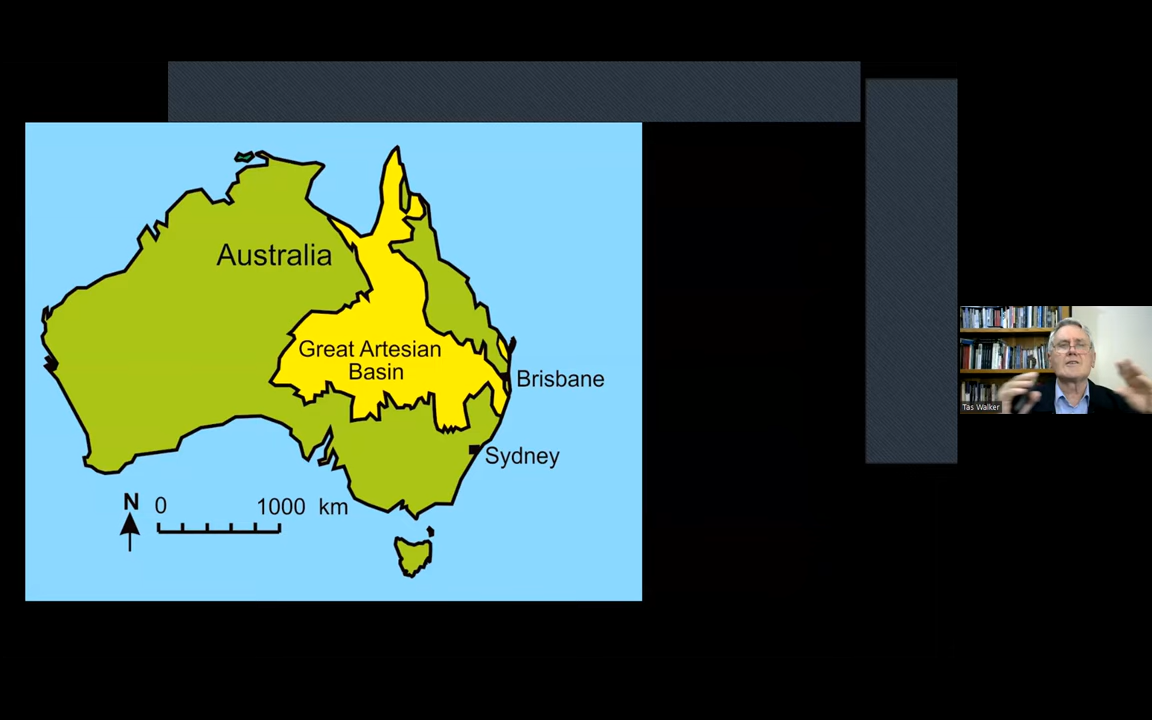 Australia
Great Artesian
Basin
Brisbane
Sydney
N 0 1000 km
Tas Walker